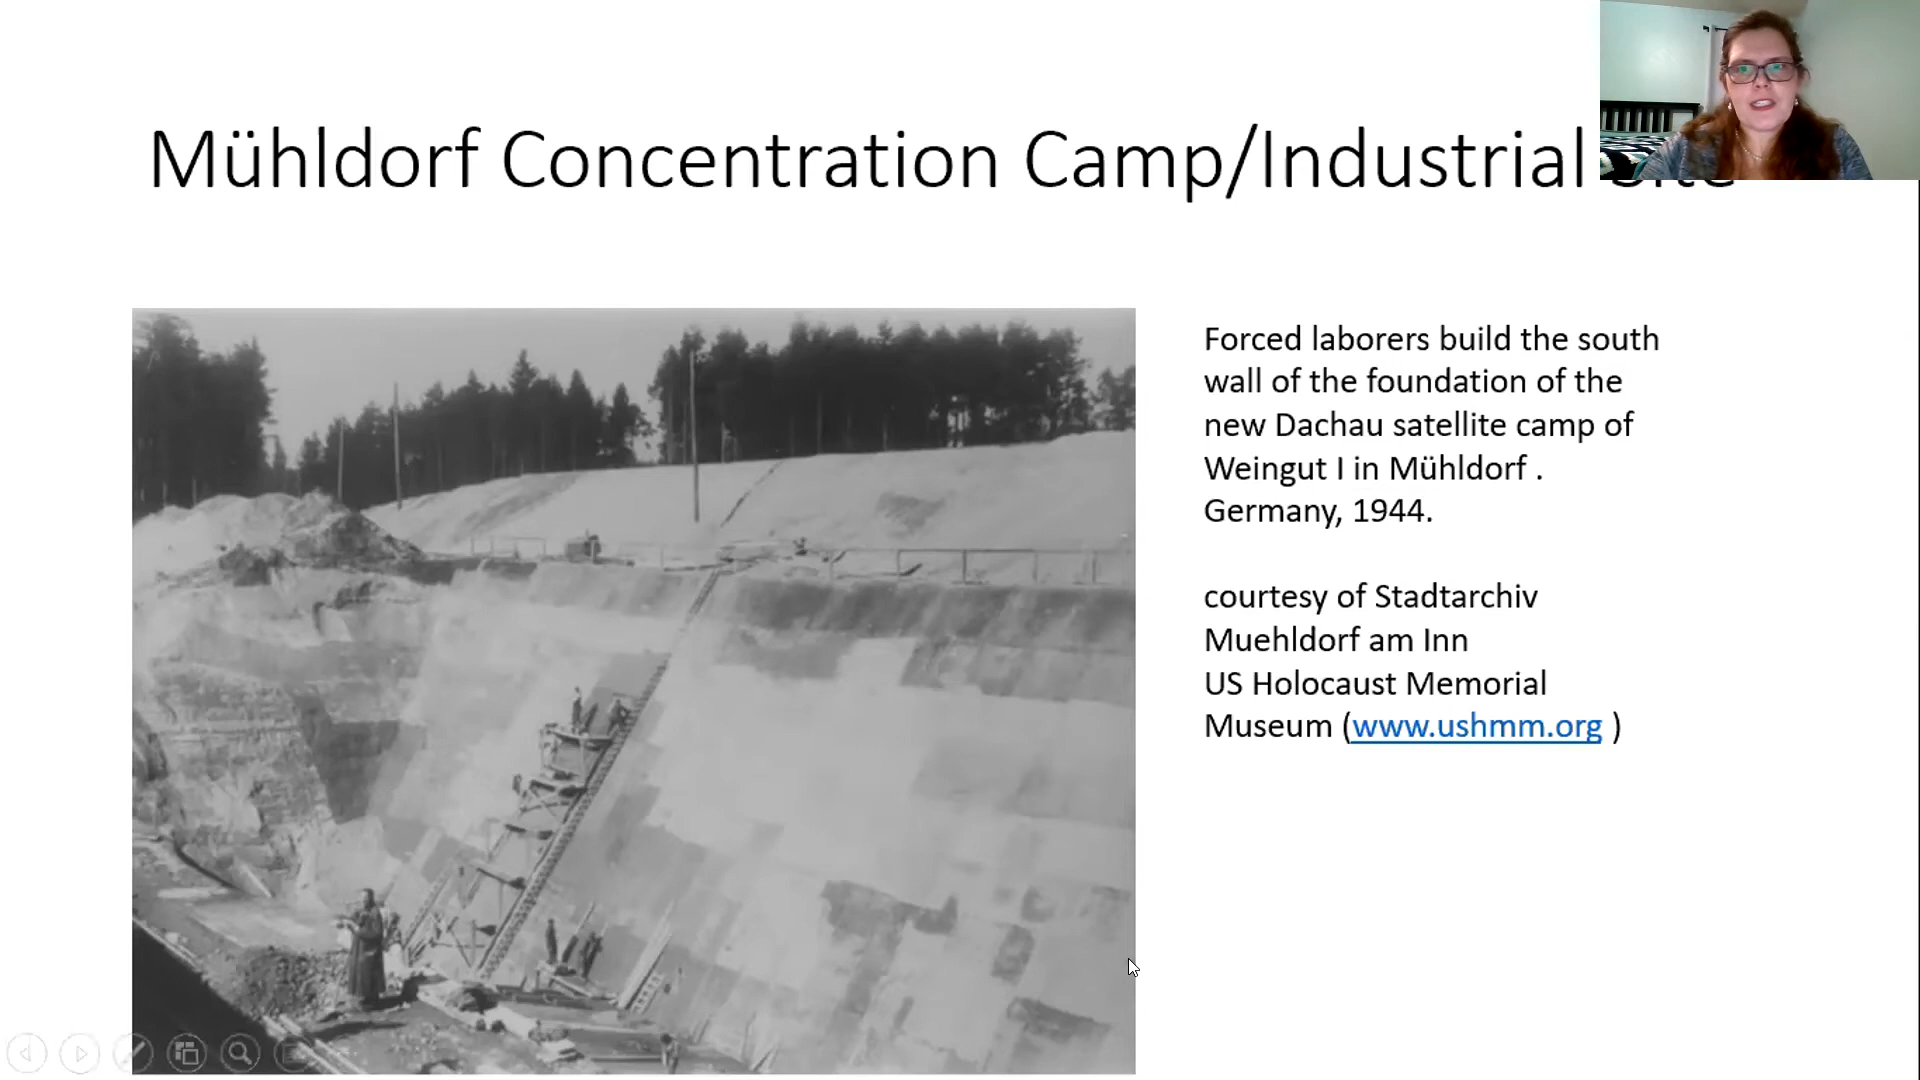 Mühldorf Concentration Camp/Industrial
Forced laborers build the south
wall of the foundation of the
new Dachau satellite camp of
Weingut I in Mühldorf .
Germany, 1944.
courtesy of Stadtarchiv
Muehldorf am Inn
US Holocaust Memorial
Museum (www.ushmm.org )